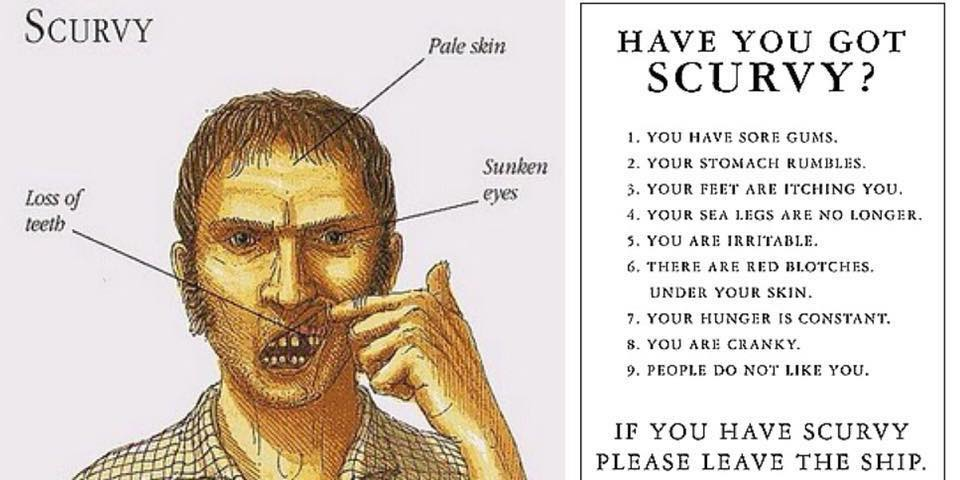 SCURVY
Pale skin
Sunken
eyes
Loss of
teeth
HAVE YOU GOT
SCURVY?
1. YOU HAVE SORE GUMS.
2. YOUR STOMACH RUMBLES.
3. YOUR FEET ARE ITCHING YOU.
4. YOUR SEA LEGS ARE NO LONGER.
5. YOU ARE IRRITABLE.
6. THERE ARE RED BLOTCHES.
UNDER YOUR SKIN.
7. YOUR HUNGER IS CONSTANT.
8. YOU ARE CRANKY.
9. PEOPLE DO NOT LIKE YOU.
IF YOU HAVE SCURVY
PLEASE LEAVE THE SHIP.